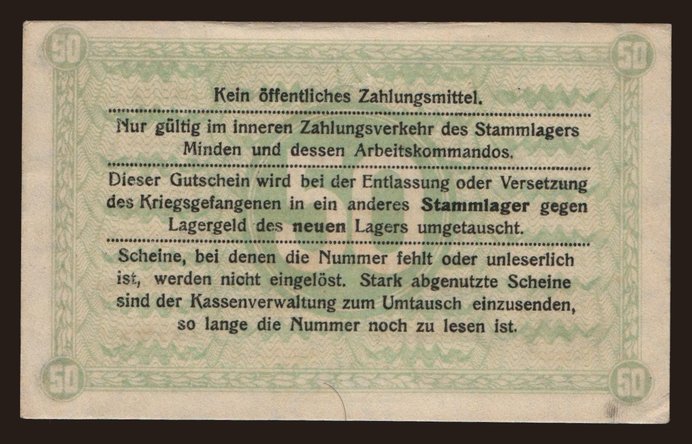 50 50
Kein öffentliches Zahlungsmittel.
Nur gültig im inneren Zahlungsverkehr des Stammlagers
Minden und dessen Arbeitskommandos.
Dieser Gutschein wird bei der Entlassung oder Versetzung
des Kriegsgefangenen in ein anderes Stammlager gegen
Lagergeld des neuen Lagers umgetauscht.
Scheine, bei denen die Nummer fehlt oder unleserlich
ist, werden nicht eingelöst. Stark abgenutzte Scheine
sind der Kassenverwaltung zum Umtausch einzusenden,
so lange die Nummer noch zu lesen ist.
50 50